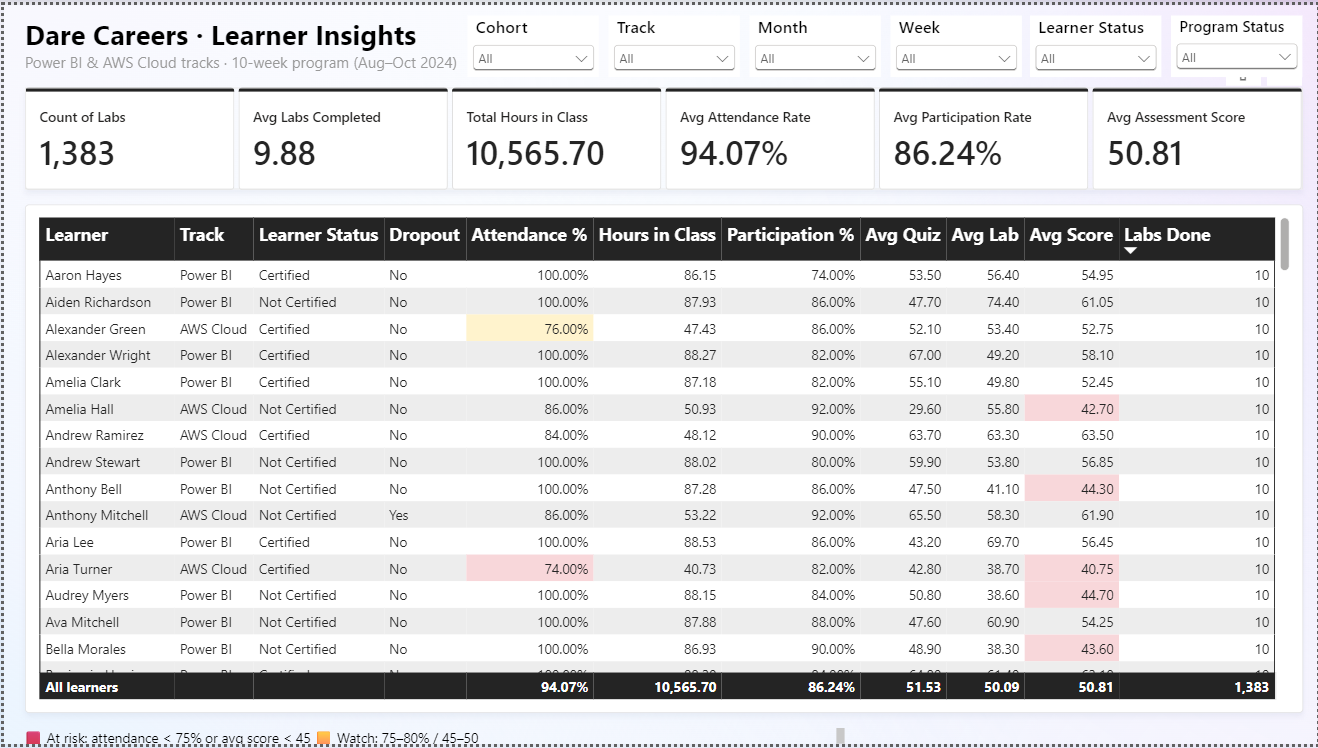 Dare Careers · Learner Insights
Power BI & AWS Cloud tracks · 10-week program (Aug–Oct 2024)
Cohort Track Month Week Learner Status Program Status
All All All All All All
Count of Labs Avg Labs Completed Total Hours in Class Avg Attendance Rate Avg Participation Rate Avg Assessment Score
1,383 9.88 10,565.70 94.07% 86.24% 50.81
Learner Track Learner Status Dropout Attendance % Hours in Class Participation % Avg Quiz Avg Lab Avg Score Labs Done
Aaron Hayes Power BI Certified No 100.00% 86.15 74.00% 53.50 56.40 54.95 10
Aiden Richardson Power BI Not Certified No 100.00% 87.93 86.00% 47.70 74.40 61.05 10
Alexander Green AWS Cloud Certified No 76.00% 47.43 86.00% 52.10 53.40 52.75 10
Alexander Wright Power BI Certified No 100.00% 88.27 82.00% 67.00 49.20 58.10 10
Amelia Clark Power BI Certified No 100.00% 87.18 82.00% 55.10 49.80 52.45 10
Amelia Hall AWS Cloud Not Certified No 86.00% 50.93 92.00% 29.60 55.80 42.70 10
Andrew Ramirez AWS Cloud Certified No 84.00% 48.12 90.00% 63.70 63.30 63.50 10
Andrew Stewart Power BI Not Certified No 100.00% 88.02 80.00% 59.90 53.80 56.85 10
Anthony Bell Power BI Not Certified No 100.00% 87.28 86.00% 47.50 41.10 44.30 10
Anthony Mitchell AWS Cloud Not Certified Yes 86.00% 53.22 92.00% 65.50 58.30 61.90 10
Aria Lee Power BI Certified No 100.00% 88.53 86.00% 43.20 69.70 56.45 10
Aria Turner AWS Cloud Certified No 74.00% 40.73 82.00% 42.80 38.70 40.75 10
Audrey Myers Power BI Not Certified No 100.00% 88.15 84.00% 50.80 38.60 44.70 10
Ava Mitchell Power BI Not Certified No 100.00% 87.88 88.00% 47.60 60.90 54.25 10
Bella Morales Power BI Not Certified No 100.00% 86.93 90.00% 48.90 38.30 43.60 10
All learners 94.07% 10,565.70 86.24% 51.53 50.09 50.81 1,383
At risk: attendance < 75% or avg score < 45 Watch: 75–80% / 45–50